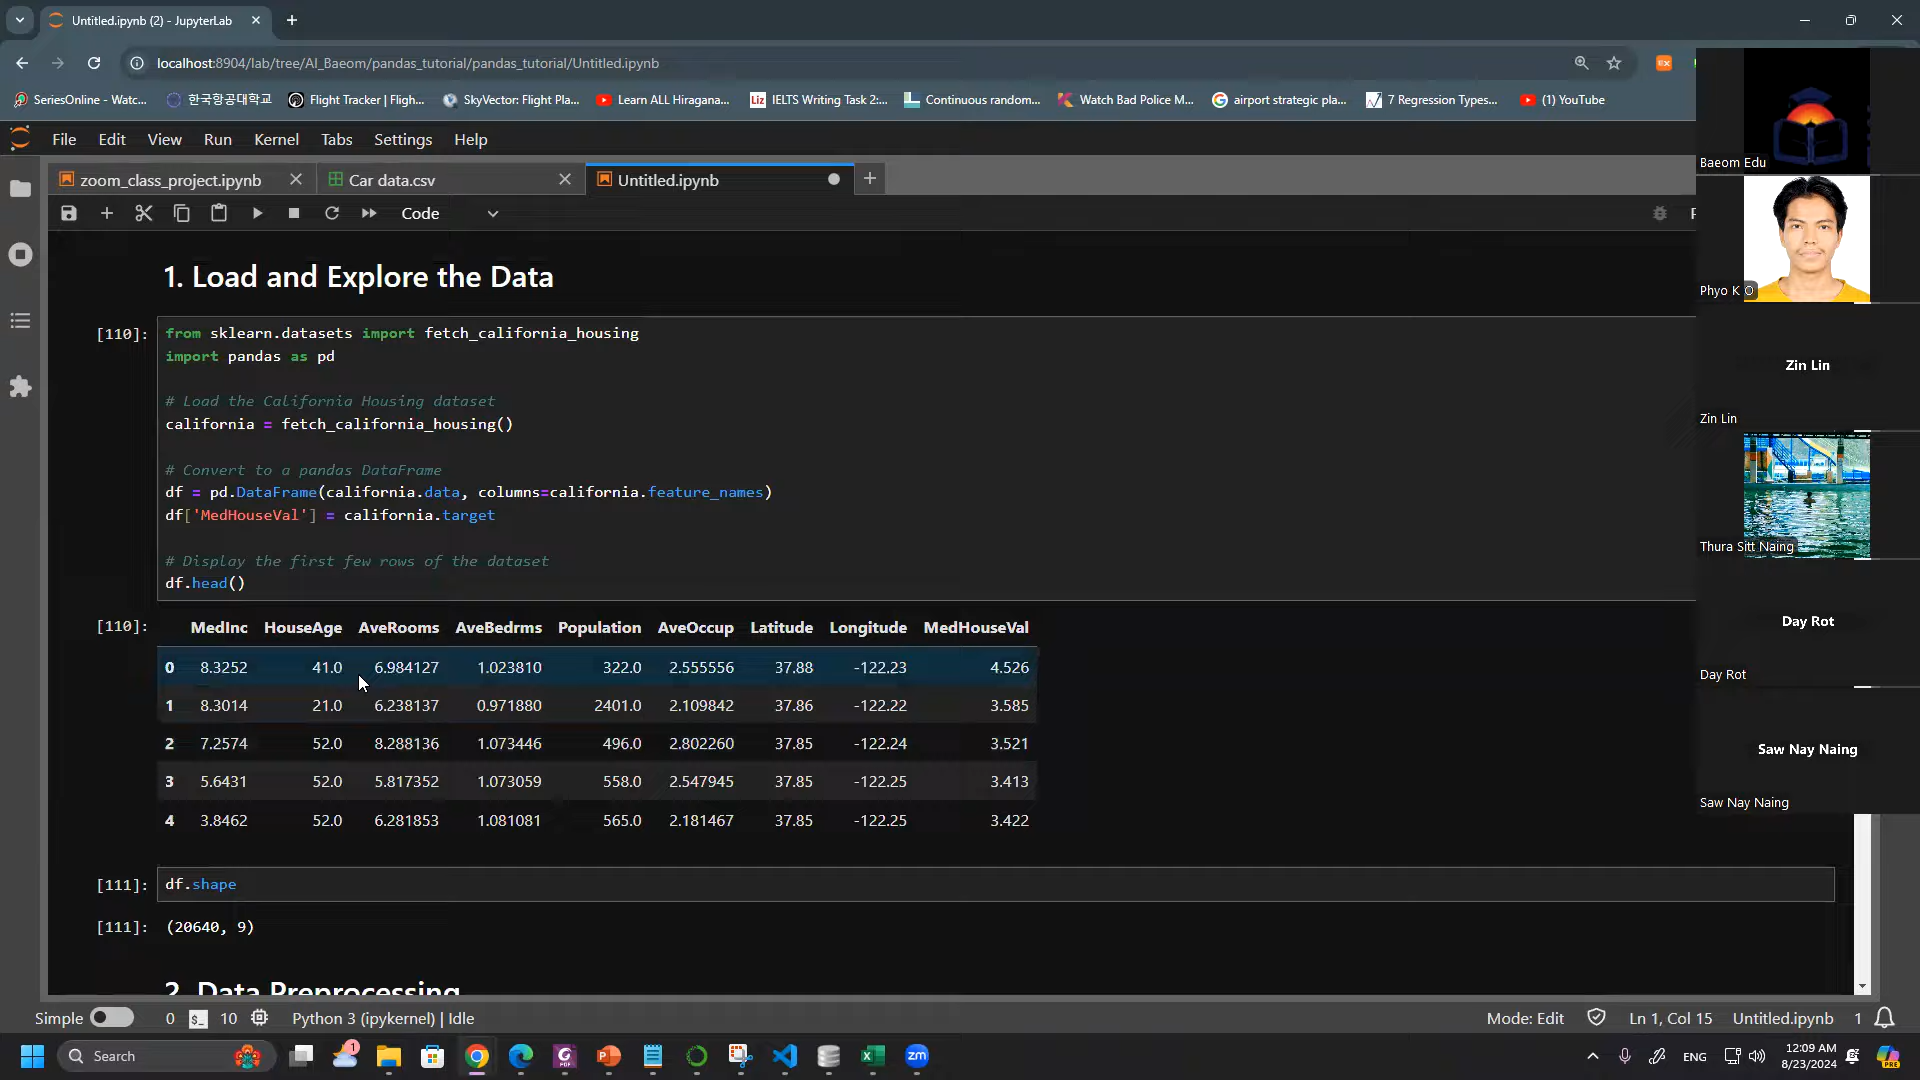 Untitled.ipynb (2) - JupyterLab
localhost:8904/lab/tree/AI_Baeom/pandas_tutorial/pandas_tutorial/Untitled.ipynb
SeriesOnline - Watc...
한국항공대학교
Flight Tracker | Fligh...
SkyVector: Flight Pla...
Learn ALL Hiragana...
Liz IELTS Writing Task 2:...
Continuous random...
Watch Bad Police M...
airport strategic pla...
7 Regression Types...
(1) YouTube
File Edit View Run Kernel Tabs Settings Help
zoom_class_project.ipynb
Car data.csv
Untitled.ipynb
Code
1. Load and Explore the Data
[110]:
from sklearn.datasets import fetch_california_housing
import pandas as pd
# Load the California Housing dataset
california = fetch_california_housing()
# Convert to a pandas DataFrame
df = pd.DataFrame(california.data, columns=california.feature_names)
df['MedHouseVal'] = california.target
# Display the first few rows of the dataset
df.head()
[110]:
MedInc HouseAge AveRooms AveBedrms Population AveOccup Latitude Longitude MedHouseVal
0 8.3252 41.0 6.984127 1.023810 322.0 2.555556 37.88 -122.23 4.526
1 8.3014 21.0 6.238137 0.971880 2401.0 2.109842 37.86 -122.22 3.585
2 7.2574 52.0 8.288136 1.073446 496.0 2.802260 37.85 -122.24 3.521
3 5.6431 52.0 5.817352 1.073059 558.0 2.547945 37.85 -122.25 3.413
4 3.8462 52.0 6.281853 1.081081 565.0 2.181467 37.85 -122.25 3.422
[111]: df.shape
[111]: (20640, 9)
2. Data Preprocessing
Baeom Edu
Phyo K O
Zin Lin
Zin Lin
Thura Sitt Naing
Day Rot
Day Rot
Saw Nay Naing
Saw Nay Naing
Simple 0 10 Python 3 (ipykernel) | Idle
Mode: Edit Ln 1, Col 15 Untitled.ipynb 1
Search
1
zm
ENG
12:09 AM
8/23/2024
PRE